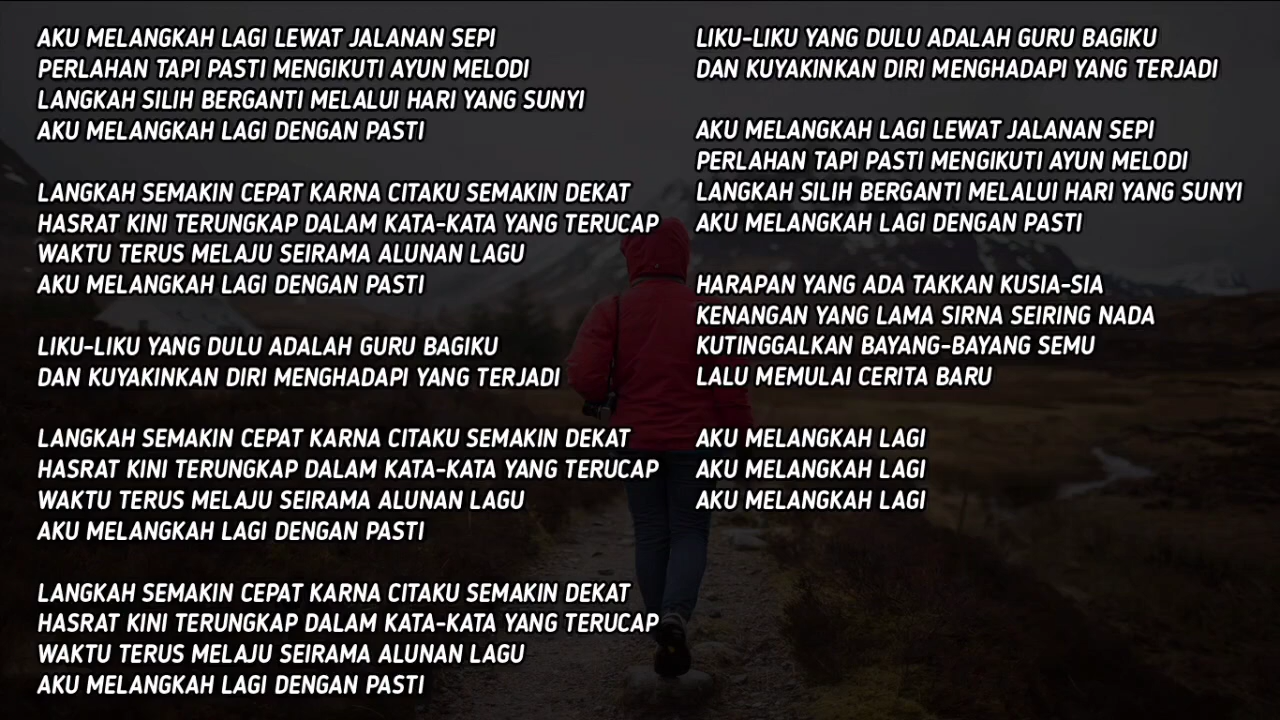 AKU MELANGKAH LAGI LEWAT JALANAN SEPI
PERLAHAN TAPI PASTI MENGIKUTI AYUN MELODI
LANGKAH SILIH BERGANTI MELALUI HARI YANG SUNYI
AKU MELANGKAH LAGI DENGAN PASTI
LANGKAH SEMAKIN CEPAT KARNA CITAKU SEMAKIN DEKAT
HASRAT KINI TERUNGKAP DALAM KATA-KATA YANG TERUCAP
WAKTU TERUS MELAJU SEIRAMA ALUNAN LAGU
AKU MELANGKAH LAGI DENGAN PASTI
LIKU-LIKU YANG DULU ADALAH GURU BAGIKU
DAN KUYAKINKAN DIRI MENGHADAPI YANG TERJADI
LANGKAH SEMAKIN CEPAT KARNA CITAKU SEMAKIN DEKAT
HASRAT KINI TERUNGKAP DALAM KATA-KATA YANG TERUCAP
WAKTU TERUS MELAJU SEIRAMA ALUNAN LAGU
AKU MELANGKAH LAGI DENGAN PASTI
LANGKAH SEMAKIN CEPAT KARNA CITAKU SEMAKIN DEKAT
HASRAT KINI TERUNGKAP DALAM KATA-KATA YANG TERUCAP
WAKTU TERUS MELAJU SEIRAMA ALUNAN LAGU
AKU MELANGKAH LAGI DENGAN PASTI
LIKU-LIKU YANG DULU ADALAH GURU BAGIKU
DAN KUYAKINKAN DIRI MENGHADAPI YANG TERJADI
AKU MELANGKAH LAGI LEWAT JALANAN SEPI
PERLAHAN TAPI PASTI MENGIKUTI AYUN MELODI
LANGKAH SILIH BERGANTI MELALUI HARI YANG SUNYI
AKU MELANGKAH LAGI DENGAN PASTI
HARAPAN YANG ADA TAKKAN KUSIA-SIA
KENANGAN YANG LAMA SIRNA SEIRING NADA
KUTINGGALKAN BAYANG-BAYANG SEMU
LALU MEMULAI CERITA BARU
AKU MELANGKAH LAGI
AKU MELANGKAH LAGI
AKU MELANGKAH LAGI